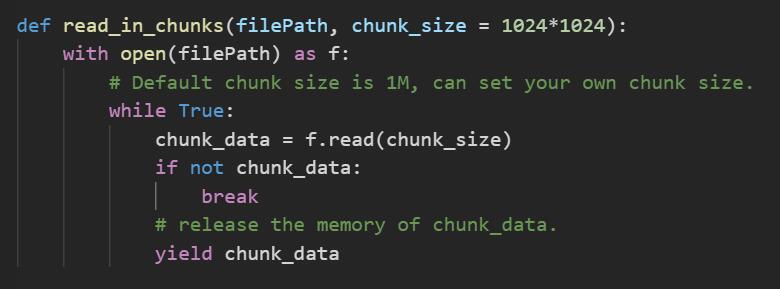 def read_in_chunks(filePath, chunk_size = 1024*1024):
    with open(filePath) as f:
        # Default chunk size is 1M, can set your own chunk size.
        while True:
            chunk_data = f.read(chunk_size)
            if not chunk_data:
                break
            # release the memory of chunk_data.
            yield chunk_data